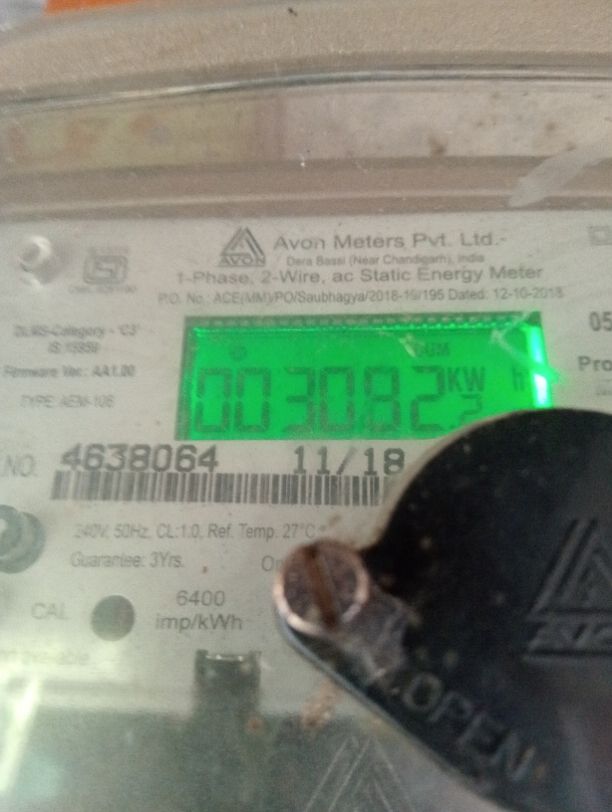 Avon Meters Pvt. Ltd.-
AVON
Dera Bassi (Near Chandigarh), India
1-Phase, 2-Wire, ac Static Energy Meter
P.O. No.: ACE(MM)/PO/Saubhagya/2018-19/195 Dated: 12-10-2018
DLMS-Category - 'C3'
IS:15959
Firmware Ver.: AA1.00
TYPE: AEM-106
CUM
003082 KW h
05
Pro
.NO. 4638064 11/18
240V, 50Hz, CL:1.0, Ref. Temp. 27°C
Guarantee: 3Yrs.
CAL
6400
imp/kWh
OPEN